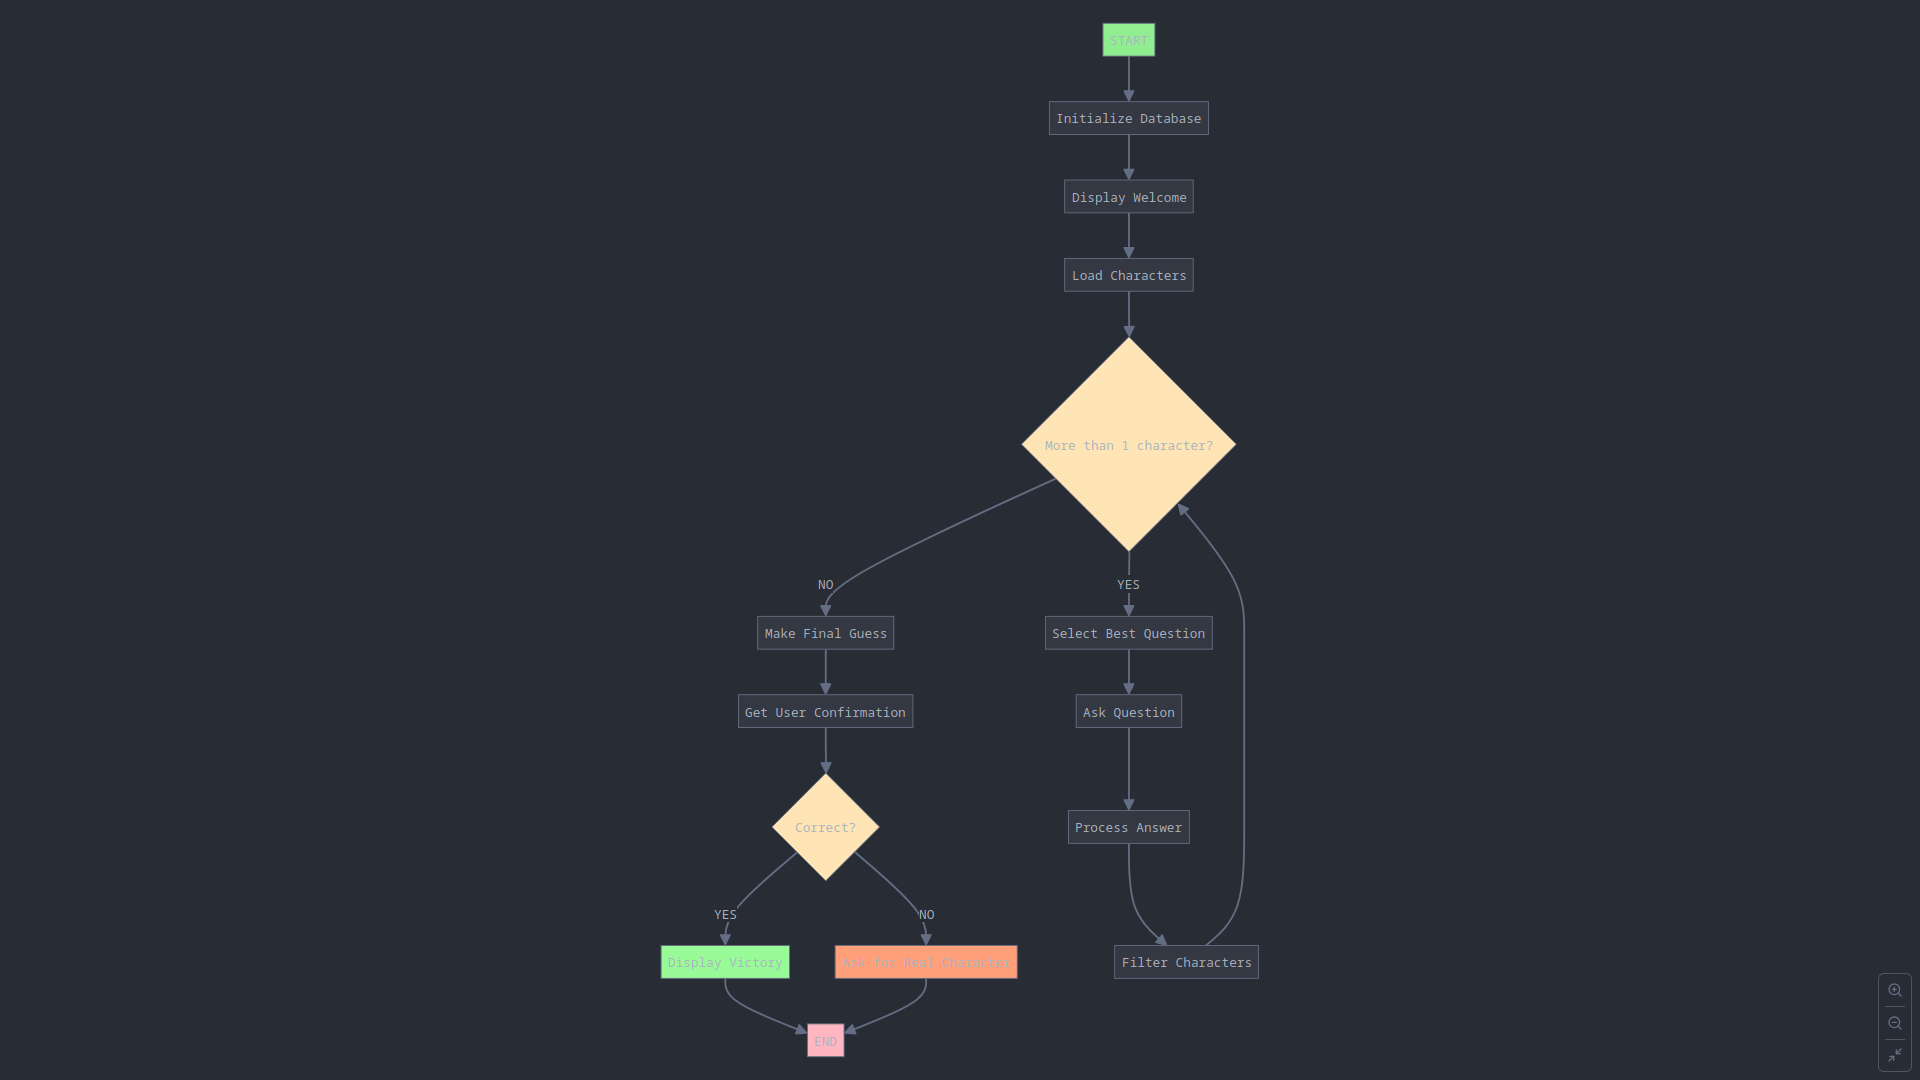 START
Initialize Database
Display Welcome
Load Characters
More than 1 character?
NO
YES
Make Final Guess
Select Best Question
Get User Confirmation
Ask Question
Correct?
Process Answer
YES
NO
Display Victory
Ask for Real Character
Filter Characters
END